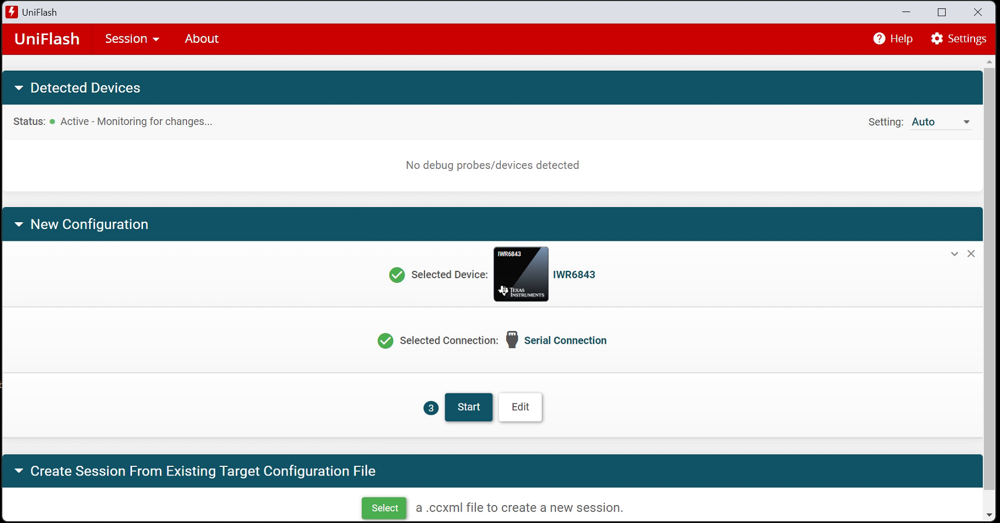 UniFlash
UniFlash Session About Help Settings
Detected Devices
Status: Active - Monitoring for changes... Setting: Auto
No debug probes/devices detected
New Configuration
IWR6843
TEXAS
INSTRUMENTS
Selected Device: IWR6843
Selected Connection: Serial Connection
3 Start Edit
Create Session From Existing Target Configuration File
Select a .ccxml file to create a new session.